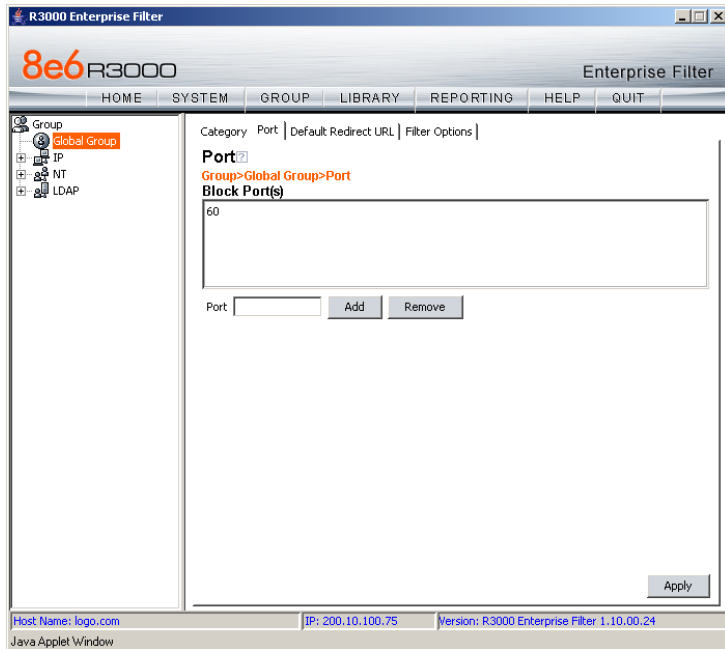 R3000 Enterprise Filter
8e6 R3000
Enterprise Filter
HOME SYSTEM GROUP LIBRARY REPORTING HELP QUIT
Group
Global Group
IP
NT
LDAP
Category Port Default Redirect URL Filter Options
Port ?
Group>Global Group>Port
Block Port(s)
60
Port Add Remove
Apply
Host Name: logo.com IP: 200.10.100.75 Version: R3000 Enterprise Filter 1.10.00.24
Java Applet Window